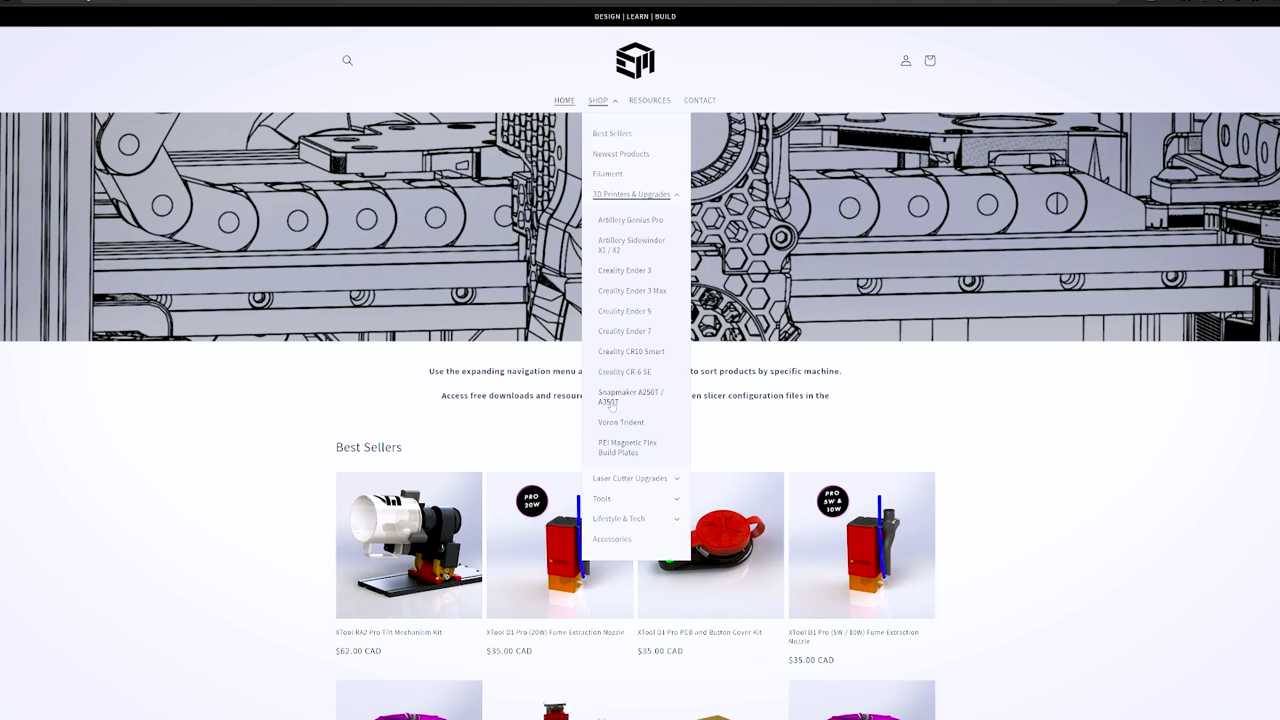 DESIGN | LEARN | BUILD
HOME
SHOP
RESOURCES
CONTACT
Best Sellers
Newest Products
Filament
3D Printers & Upgrades
Artillery Genius Pro
Artillery Sidewinder
X1 / X2
Creality Ender 3
Creality Ender 3 Max
Creality Ender 5
Creality Ender 7
Creality CR10 Smart
Creality CR-6 SE
Snapmaker A250T /
A350T
Voron Trident
PEI Magnetic Flex
Build Plates
Laser Cutter Upgrades
Tools
Lifestyle & Tech
Accessories
Use the expanding navigation menu to sort products by specific machine.
Access free downloads and slicer configuration files in the
Best Sellers
PRO
20W
PRO
5W &
10W
XTool RA2 Pro Tilt Mechanism Kit
$62.00 CAD
XTool D1 Pro (20W) Fume Extraction Nozzle
$35.00 CAD
XTool D1 Pro PCB and Button Cover Kit
$35.00 CAD
XTool D1 Pro (5W / 10W) Fume Extraction
Nozzle
$35.00 CAD